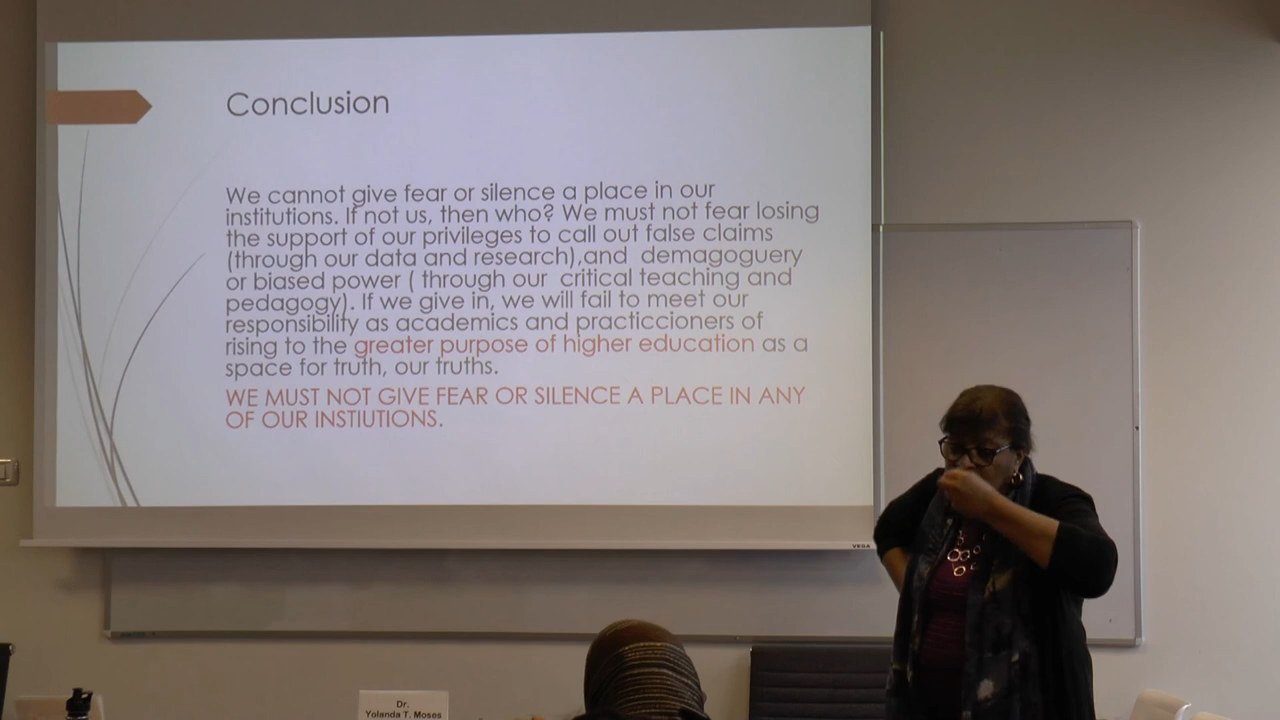 Conclusion
We cannot give fear or silence a place in our
institutions. If not us, then who? We must not fear losing
the support of our privileges to call out false claims
(through our data and research),and  demagoguery
or biased power ( through our  critical teaching and
pedagogy). If we give in, we will fail to meet our
responsibility as academics and practiccioners of
rising to the greater purpose of higher education as a
space for truth, our truths.
WE MUST NOT GIVE FEAR OR SILENCE A PLACE IN ANY
OF OUR INSTIUTIONS.
VEGA
Dr.
Yolanda T. Moses